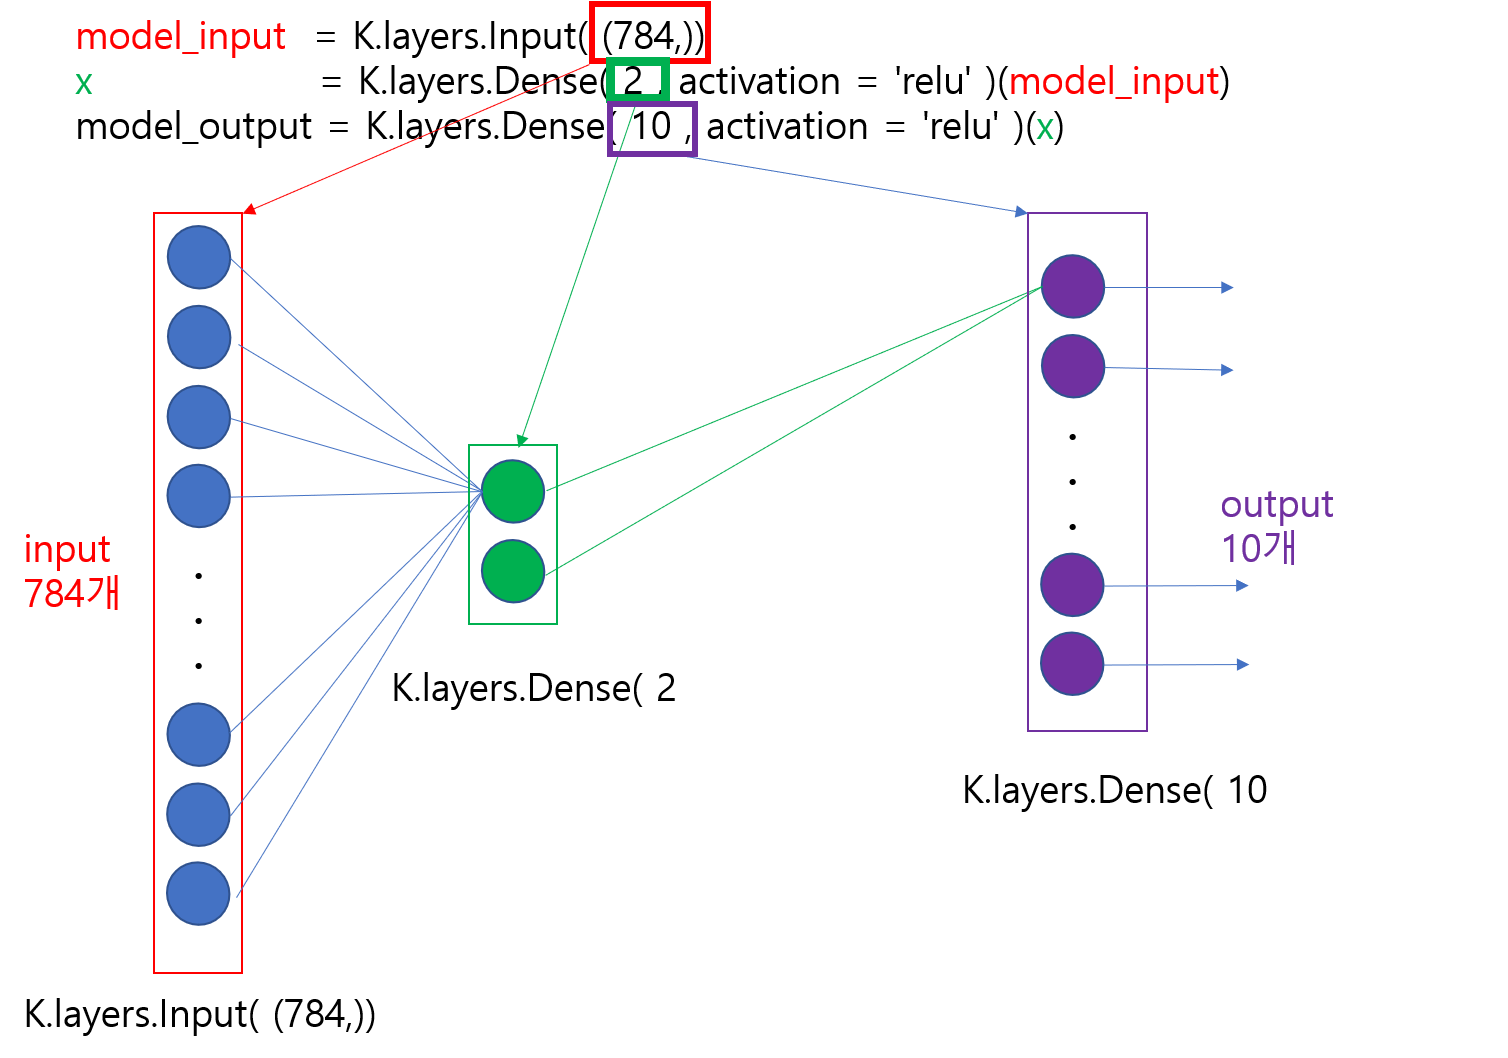 model_input = K.layers.Input( (784,))
x = K.layers.Dense( 2 , activation = 'relu' )(model_input)
model_output = K.layers.Dense( 10 , activation = 'relu' )(x)
input
784개
output
10개
K.layers.Dense( 2
K.layers.Dense( 10
K.layers.Input( (784,))